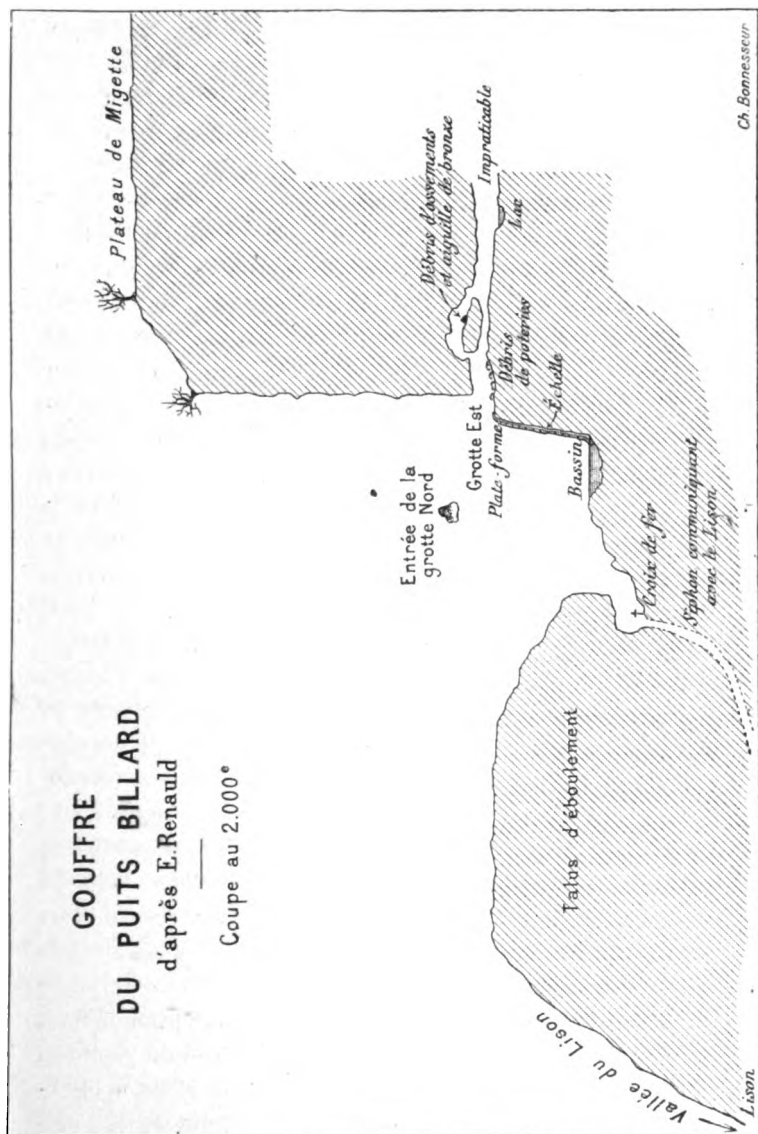 GOUFFRE
DU PUITS BILLARD
d'après E. Renauld
Coupe au 2.000e
Plateau de Migette
Débris d'ossements
et aiguille de bronze
Impraticable
Lac
Débris
de poteries
Échelle
Grotte Est
Plate-forme
Entrée de la
grotte Nord
Bassin
Croix de fer
Siphon communiquant
avec le Lison
Talus d'éboulement
Vallée du Lison
Lison
Ch. Bonnesseur